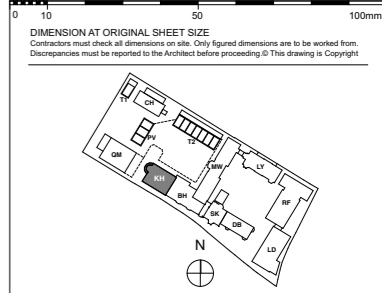 0 10 50 100mm
DIMENSION AT ORIGINAL SHEET SIZE
Contractors must check all dimensions on site. Only figured dimensions are to be worked from.
Discrepancies must be reported to the Architect before proceeding.© This drawing is Copyright
T1
CH
PV
T2
QM
KH
BH
MW
LY
SK
DB
RF
LD
N